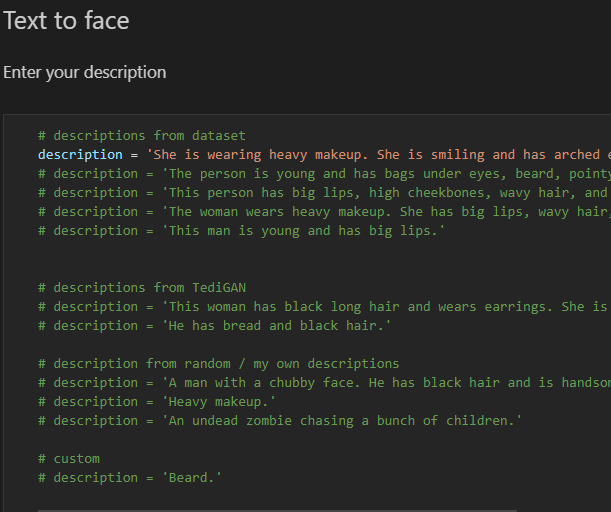 Text to face
Enter your description
# descriptions from dataset
description = 'She is wearing heavy makeup. She is smiling and has arched
# description = 'The person is young and has bags under eyes, beard, pointy
# description = 'This person has big lips, high cheekbones, wavy hair, and
# description = 'The woman wears heavy makeup. She has big lips, wavy hair,
# description = 'This man is young and has big lips.'
# descriptions from TediGAN
# description = 'This woman has black long hair and wears earrings. She is
# description = 'He has bread and black hair.'
# description from random / my own descriptions
# description = 'A man with a chubby face. He has black hair and is handsom
# description = 'Heavy makeup.'
# description = 'An undead zombie chasing a bunch of children.'
# custom
# description = 'Beard.'